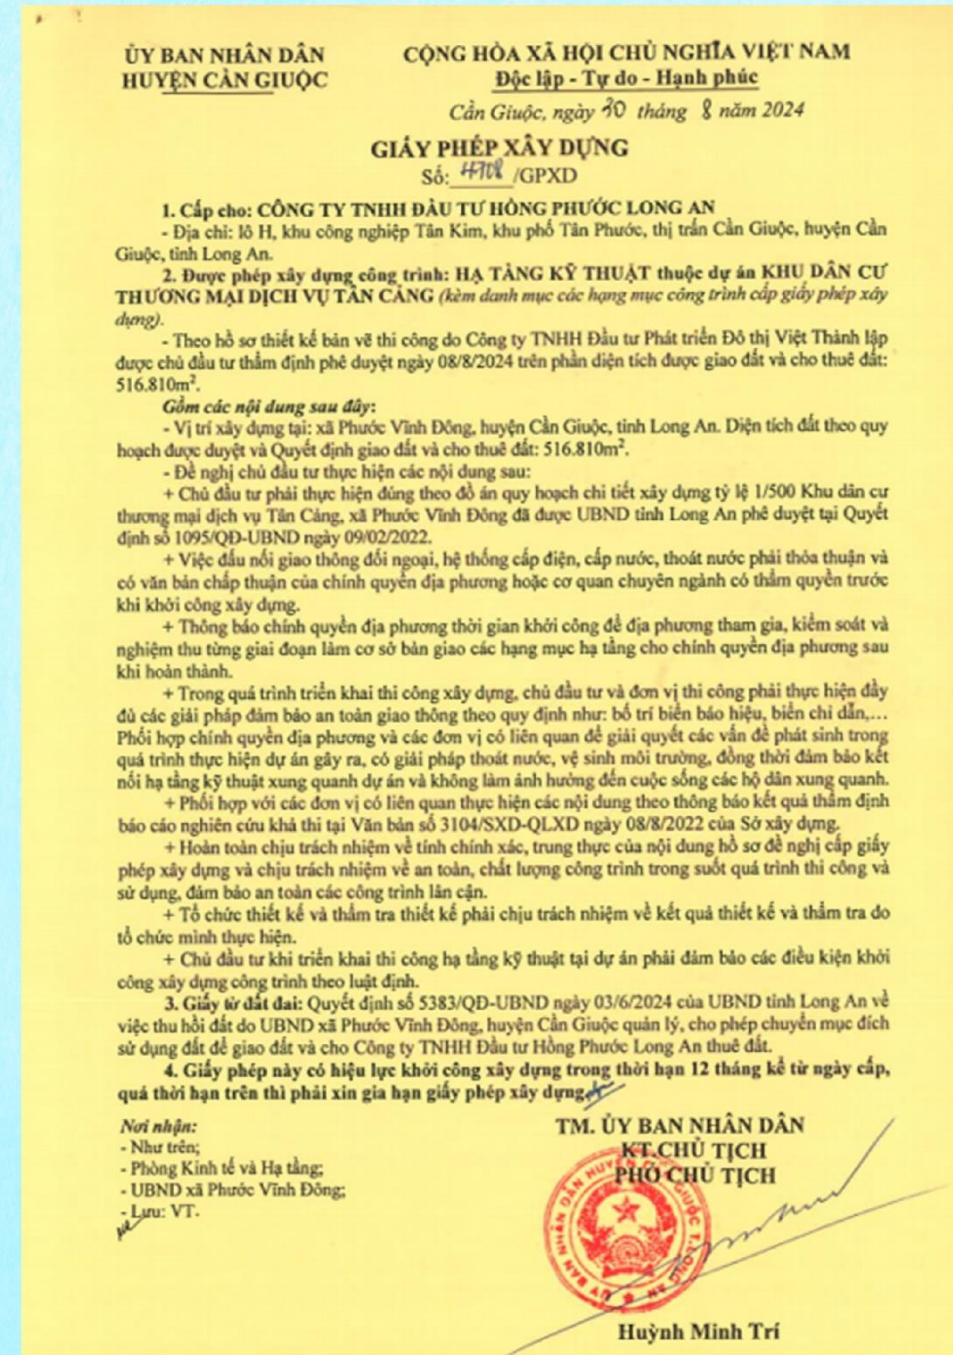 ỦY BAN NHÂN DÂN
HUYỆN CẦN GIUỘC
CỘNG HÒA XÃ HỘI CHỦ NGHĨA VIỆT NAM
Độc lập - Tự do - Hạnh phúc
Cần Giuộc, ngày 30 tháng 8 năm 2024
GIẤY PHÉP XÂY DỰNG
Số: 4708/GPXD
1. Cấp cho: CÔNG TY TNHH ĐẦU TƯ HỒNG PHƯỚC LONG AN
- Địa chỉ: lô H, khu công nghiệp Tân Kim, khu phố Tân Phước, thị trấn Cần Giuộc, huyện Cần
Giuộc, tỉnh Long An.
2. Được phép xây dựng công trình: HẠ TẦNG KỸ THUẬT thuộc dự án KHU DÂN CƯ
THƯƠNG MẠI DỊCH VỤ TÂN CẢNG (kèm danh mục các hạng mục công trình cấp giấy phép xây
dựng).
- Theo hồ sơ thiết kế bản vẽ thi công do Công ty TNHH Đầu tư Phát triển Đô thị Việt Thành lập
được chủ đầu tư thẩm định phê duyệt ngày 08/8/2024 trên phần diện tích được giao đất và cho thuê đất:
516.810m².
Gồm các nội dung sau đây:
- Vị trí xây dựng tại: xã Phước Vĩnh Đông, huyện Cần Giuộc, tỉnh Long An. Diện tích đất theo quy
hoạch được duyệt và Quyết định giao đất và cho thuê đất: 516.810m².
- Đề nghị chủ đầu tư thực hiện các nội dung sau:
+ Chủ đầu tư phải thực hiện đúng theo đồ án quy hoạch chi tiết xây dựng tỷ lệ 1/500 Khu dân cư
thương mại dịch vụ Tân Cảng, xã Phước Vĩnh Đông đã được UBND tỉnh Long An phê duyệt tại Quyết
định số 1095/QĐ-UBND ngày 09/02/2022.
+ Việc đấu nối giao thông đối ngoại, hệ thống cấp điện, cấp nước, thoát nước phải thỏa thuận và
có văn bản chấp thuận của chính quyền địa phương hoặc cơ quan chuyên ngành có thẩm quyền trước
khi khởi công xây dựng.
+ Thông báo chính quyền địa phương thời gian khởi công để địa phương tham gia, kiểm soát và
nghiệm thu từng giai đoạn làm cơ sở bàn giao các hạng mục hạ tầng cho chính quyền địa phương sau
khi hoàn thành.
+ Trong quá trình triển khai thi công xây dựng, chủ đầu tư và đơn vị thi công phải thực hiện đầy
đủ các giải pháp đảm bảo an toàn giao thông theo quy định như: bố trí biển báo hiệu, biển chỉ dẫn,...
Phối hợp chính quyền địa phương và các đơn vị có liên quan để giải quyết các vấn đề phát sinh trong
quá trình thực hiện dự án gây ra, có giải pháp thoát nước, vệ sinh môi trường, đồng thời đảm bảo kết
nối hạ tầng kỹ thuật xung quanh dự án và không làm ảnh hưởng đến cuộc sống các hộ dân xung quanh.
+ Phối hợp với các đơn vị có liên quan thực hiện các nội dung theo thông báo kết quả thẩm định
báo cáo nghiên cứu khả thi tại Văn bản số 3104/SXD-QLXD ngày 08/8/2022 của Sở xây dựng.
+ Hoàn toàn chịu trách nhiệm về tính chính xác, trung thực của nội dung hồ sơ đề nghị cấp giấy
phép xây dựng và chịu trách nhiệm về an toàn, chất lượng công trình trong suốt quá trình thi công và
sử dụng, đảm bảo an toàn các công trình lân cận.
+ Tổ chức thiết kế và thẩm tra thiết kế phải chịu trách nhiệm về kết quả thiết kế và thẩm tra do
tổ chức mình thực hiện.
+ Chủ đầu tư khi triển khai thi công hạ tầng kỹ thuật tại dự án phải đảm bảo các điều kiện khởi
công xây dựng công trình theo luật định.
3. Giấy tờ đất đai: Quyết định số 5383/QĐ-UBND ngày 03/6/2024 của UBND tỉnh Long An về
việc thu hồi đất do UBND xã Phước Vĩnh Đông, huyện Cần Giuộc quản lý, cho phép chuyển mục đích
sử dụng đất để giao đất và cho Công ty TNHH Đầu tư Hồng Phước Long An thuê đất.
4. Giấy phép này có hiệu lực khởi công xây dựng trong thời hạn 12 tháng kể từ ngày cấp,
quá thời hạn trên thì phải xin gia hạn giấy phép xây dựng.
Nơi nhận:
- Như trên;
- Phòng Kinh tế và Hạ tầng;
- UBND xã Phước Vĩnh Đông;
- Lưu: VT.
TM. ỦY BAN NHÂN DÂN
KT.CHỦ TỊCH
PHÓ CHỦ TỊCH
ỦY BAN NHÂN DÂN HUYỆN CẦN GIUỘC T.LONG AN
Huỳnh Minh Trí